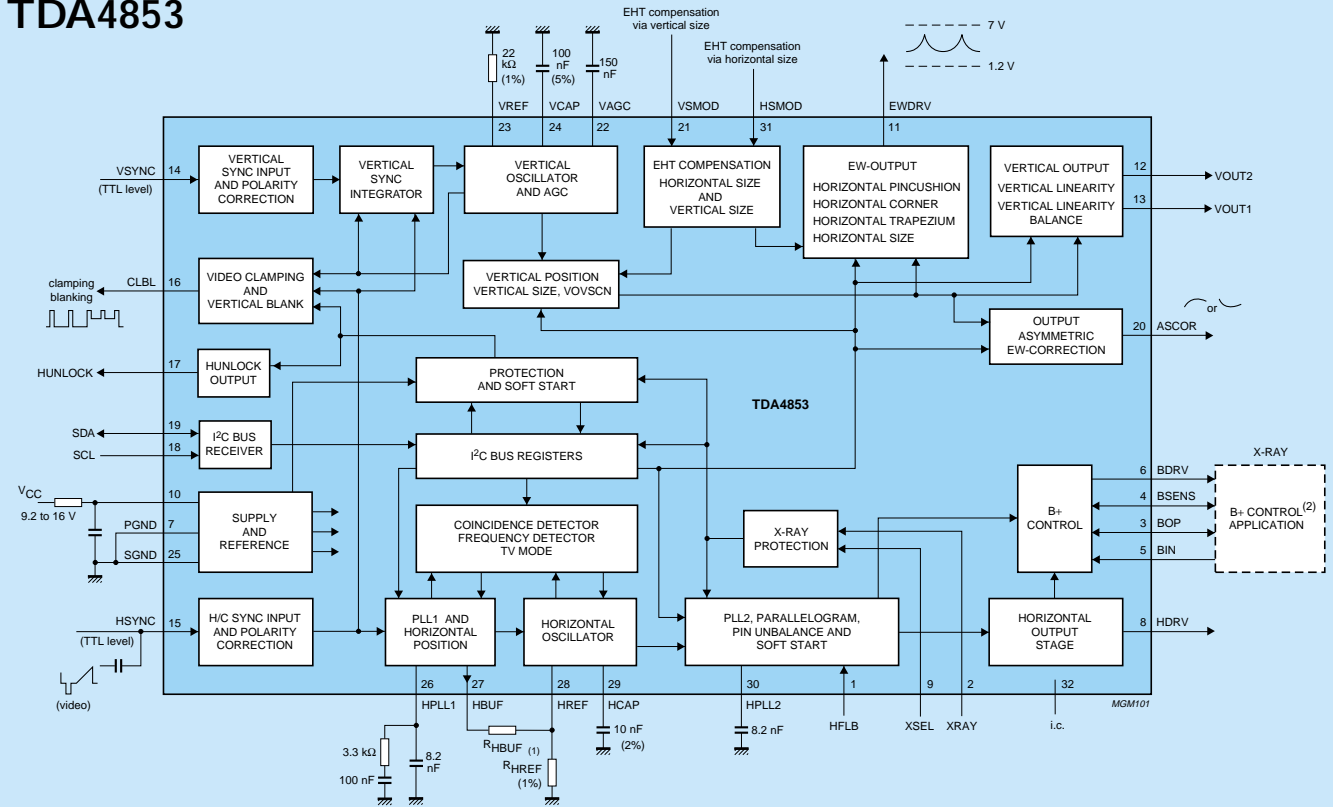 TDA4853
EHT compensation
via vertical size
EHT compensation
via horizontal size
7 V
1.2 V
22
kΩ
(1%)
100
nF
(5%)
150
nF
VREF
VCAP
VAGC
VSMOD
HSMOD
EWDRV
23
24
22
21
31
11
VSYNC
14
(TTL level)
VERTICAL
SYNC INPUT
AND POLARITY
CORRECTION
VERTICAL
SYNC
INTEGRATOR
VERTICAL
OSCILLATOR
AND AGC
EHT COMPENSATION
HORIZONTAL SIZE
AND
VERTICAL SIZE
EW-OUTPUT
HORIZONTAL PINCUSHION
HORIZONTAL CORNER
HORIZONTAL TRAPEZIUM
HORIZONTAL SIZE
VERTICAL OUTPUT
VERTICAL LINEARITY
VERTICAL LINEARITY
BALANCE
12
VOUT2
13
VOUT1
clamping
blanking
CLBL
16
VIDEO CLAMPING
AND
VERTICAL BLANK
VERTICAL POSITION
VERTICAL SIZE, VOVSCN
OUTPUT
ASYMMETRIC
EW-CORRECTION
or
20
ASCOR
HUNLOCK
17
HUNLOCK
OUTPUT
PROTECTION
AND SOFT START
TDA4853
SDA
19
SCL
18
I2C BUS
RECEIVER
I2C BUS REGISTERS
VCC
9.2 to 16 V
10
PGND
7
SGND
25
SUPPLY
AND
REFERENCE
COINCIDENCE DETECTOR
FREQUENCY DETECTOR
TV MODE
X-RAY
PROTECTION
B+
CONTROL
X-RAY
6
BDRV
4
BSENS
3
BOP
5
BIN
B+ CONTROL(2)
APPLICATION
HSYNC
15
(TTL level)
(video)
H/C SYNC INPUT
AND POLARITY
CORRECTION
PLL1 AND
HORIZONTAL
POSITION
HORIZONTAL
OSCILLATOR
PLL2, PARALLELOGRAM,
PIN UNBALANCE AND
SOFT START
HORIZONTAL
OUTPUT
STAGE
8
HDRV
26
27
28
29
30
1
9
2
32
MGM101
HPLL1
HBUF
HREF
HCAP
HPLL2
HFLB
XSEL
XRAY
i.c.
3.3 kΩ
100 nF
8.2
nF
RHBUF (1)
RHREF
(1%)
10 nF
(2%)
8.2 nF